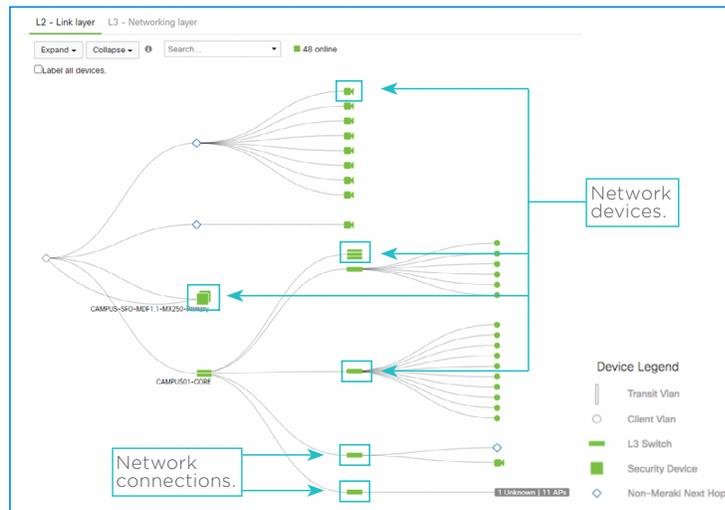 L2 - Link layer L3 - Networking layer
Expand Collapse Search... 48 online
Label all devices.
Network
devices.
CAMPUS-SFO-MDF1.1-MX250-Primary
CAMPUS01-CORE
Network
connections.
1 Unknown | 11 APs
Device Legend
Transit Vlan
Client Vlan
L3 Switch
Security Device
Non-Meraki Next Hop